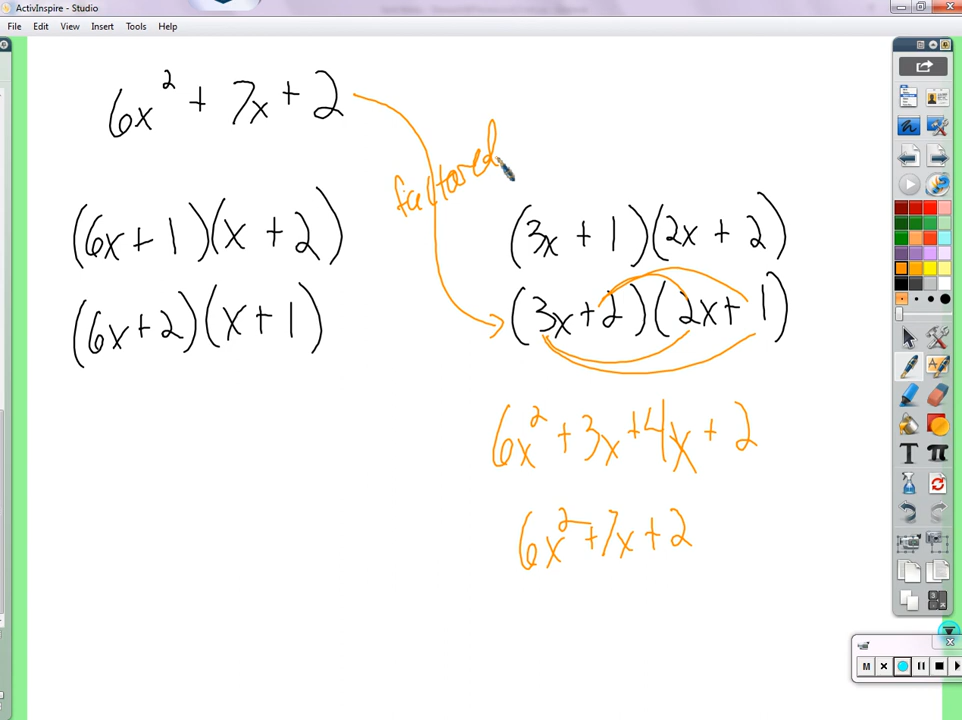 ActivInspire - Studio
File Edit View Insert Tools Help
6x² + 7x + 2
factored
(6x + 1)(x + 2)
(3x + 1)(2x + 2)
(6x + 2)(x + 1)
(3x + 2)(2x + 1)
6x² + 3x + 4x + 2
6x² + 7x + 2
T π
M